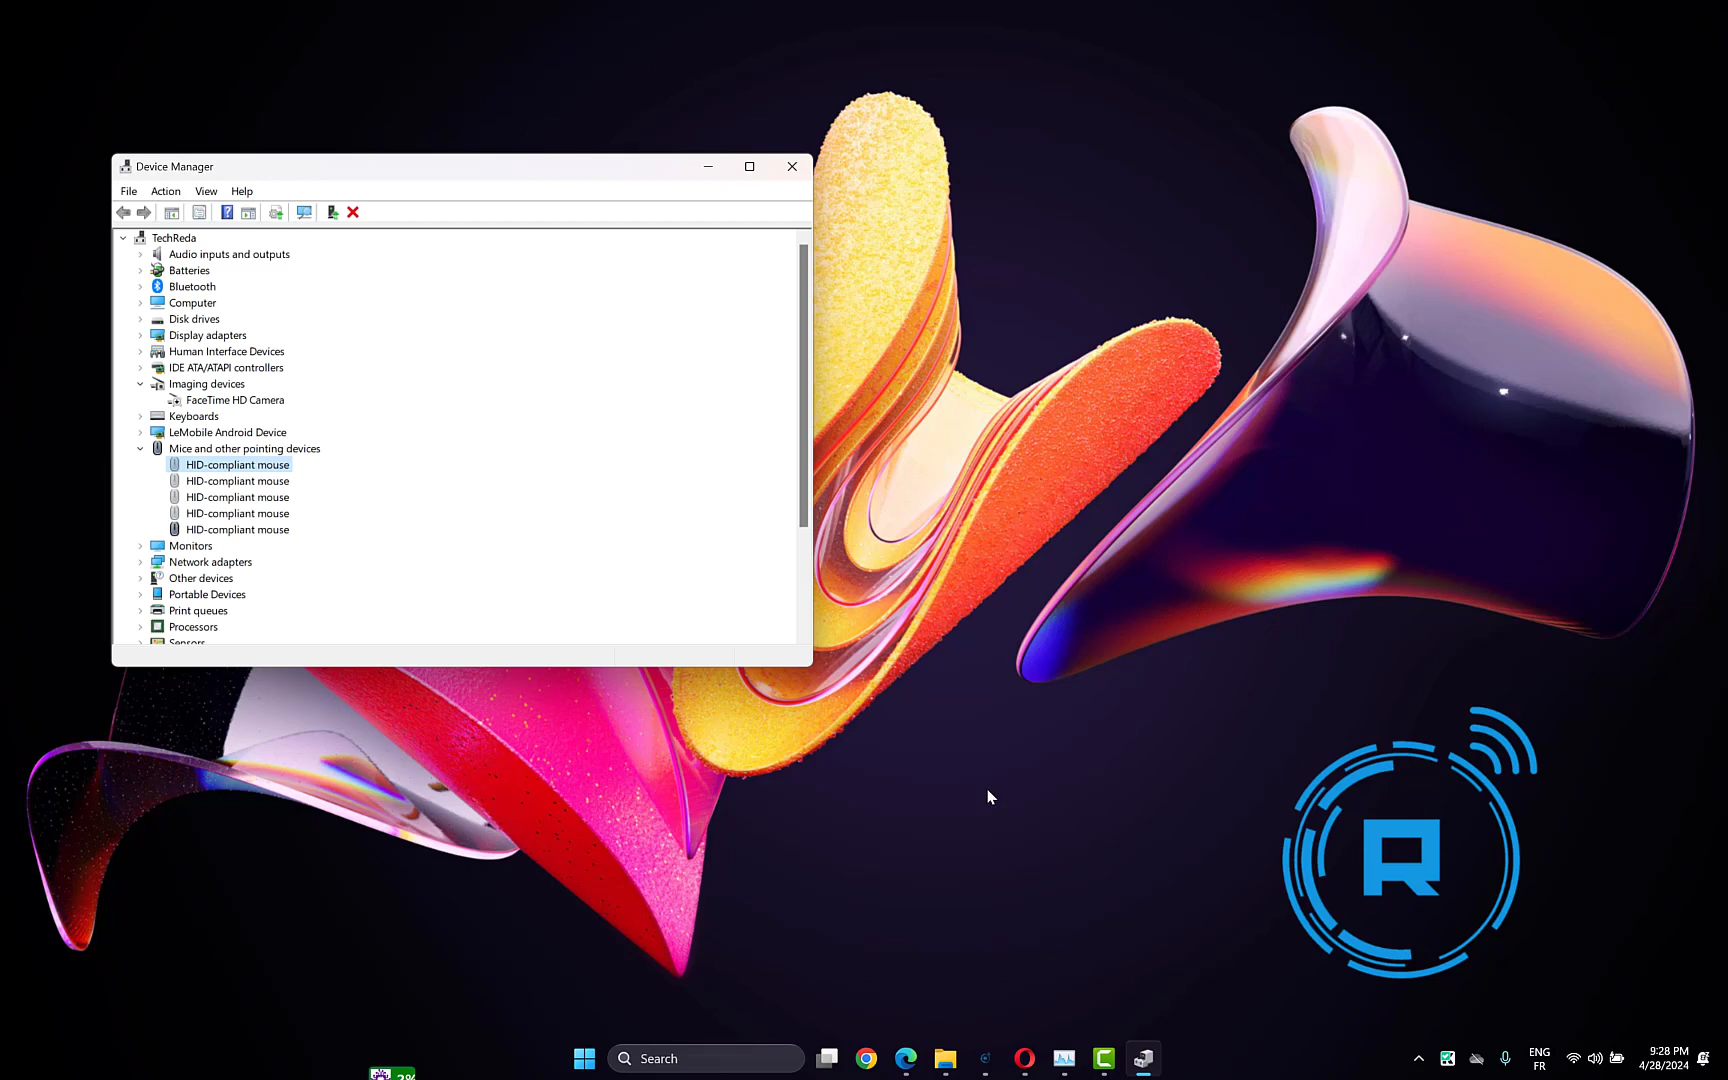 Device Manager
File Action View Help
TechReda
Audio inputs and outputs
Batteries
Bluetooth
Computer
Disk drives
Display adapters
Human Interface Devices
IDE ATA/ATAPI controllers
Imaging devices
FaceTime HD Camera
Keyboards
LeMobile Android Device
Mice and other pointing devices
HID-compliant mouse
HID-compliant mouse
HID-compliant mouse
HID-compliant mouse
HID-compliant mouse
Monitors
Network adapters
Other devices
Portable Devices
Print queues
Processors
Sensors
R
Search
ENG
FR
9:28 PM
4/28/2024